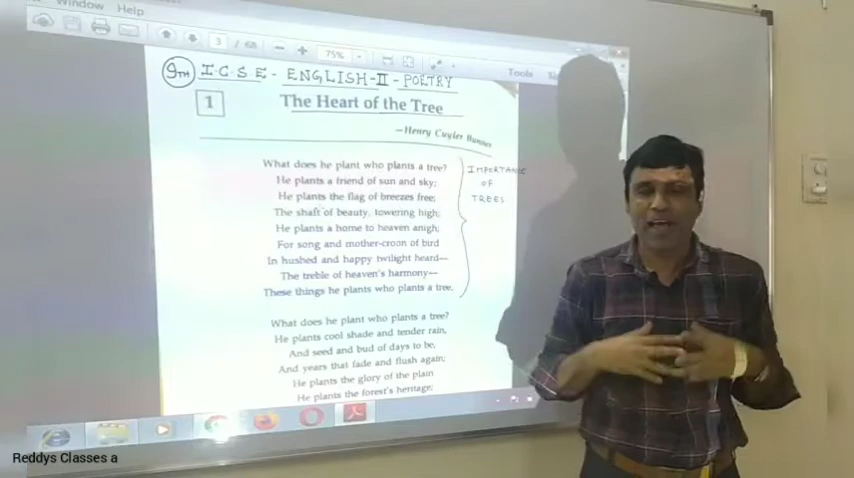 Window Help
3 / 68
75%
Tools
9TH I.C.S.E - ENGLISH-II - POETRY
1
The Heart of the Tree
—Henry Cuyler Bunner
What does he plant who plants a tree?
He plants a friend of sun and sky;
He plants the flag of breezes free;
The shaft of beauty, towering high;
He plants a home to heaven anigh;
For song and mother-croon of bird
In hushed and happy twilight heard—
The treble of heaven's harmony—
These things he plants who plants a tree.
IMPORTANCE
OF
TREES
What does he plant who plants a tree?
He plants cool shade and tender rain,
And seed and bud of days to be,
And years that fade and flush again;
He plants the glory of the plain
He plants the forest's heritage;
Reddys Classes a